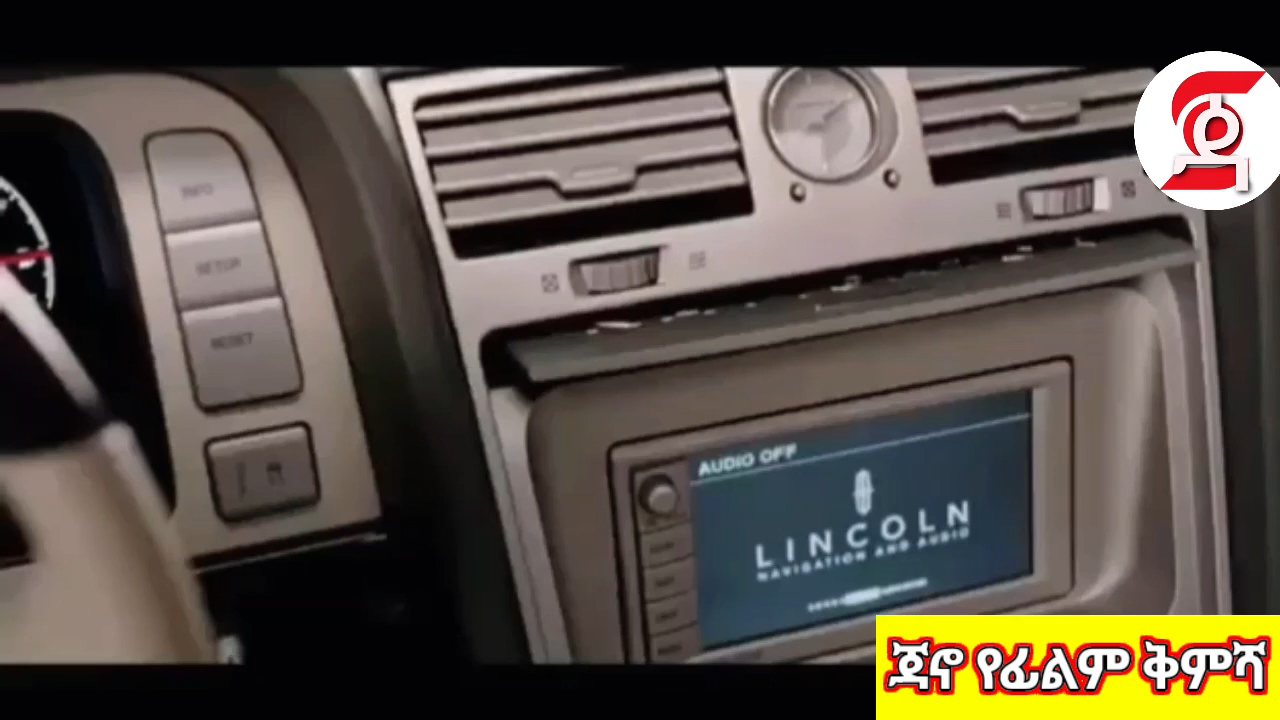 INFO
SETUP
RESET
AUDIO OFF
LINCOLN
NAVIGATION AND AUDIO
ጃኖ የፊልም ቅምሻ